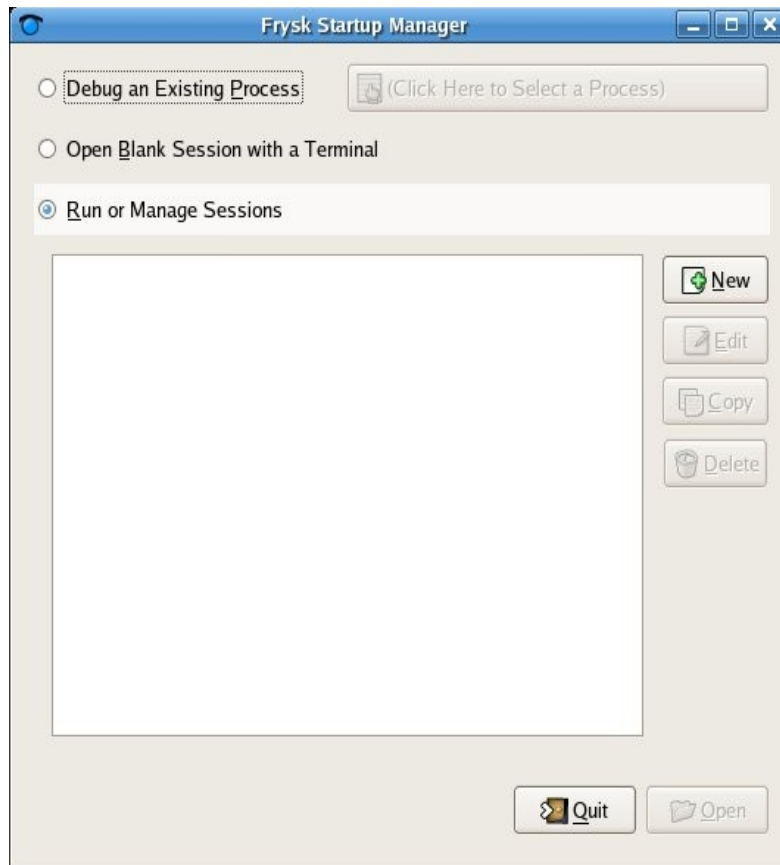 Frysk Startup Manager
Debug an Existing Process
(Click Here to Select a Process)
Open Blank Session with a Terminal
Run or Manage Sessions
New
Edit
Copy
Delete
Quit
Open